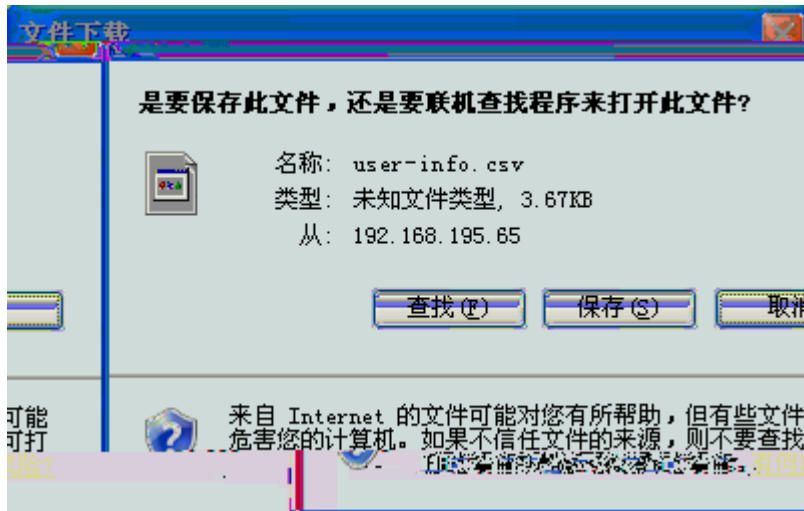 文件下载
是要保存此文件，还是要联机查找程序来打开此文件?
名称: user-info.csv
类型: 未知文件类型, 3.67KB
从: 192.168.195.65
查找(F)
保存(S)
可能
可打
来自 Internet 的文件可能对您有所帮助，但有些文件
危害您的计算机。如果不信任文件的来源，则不要查找